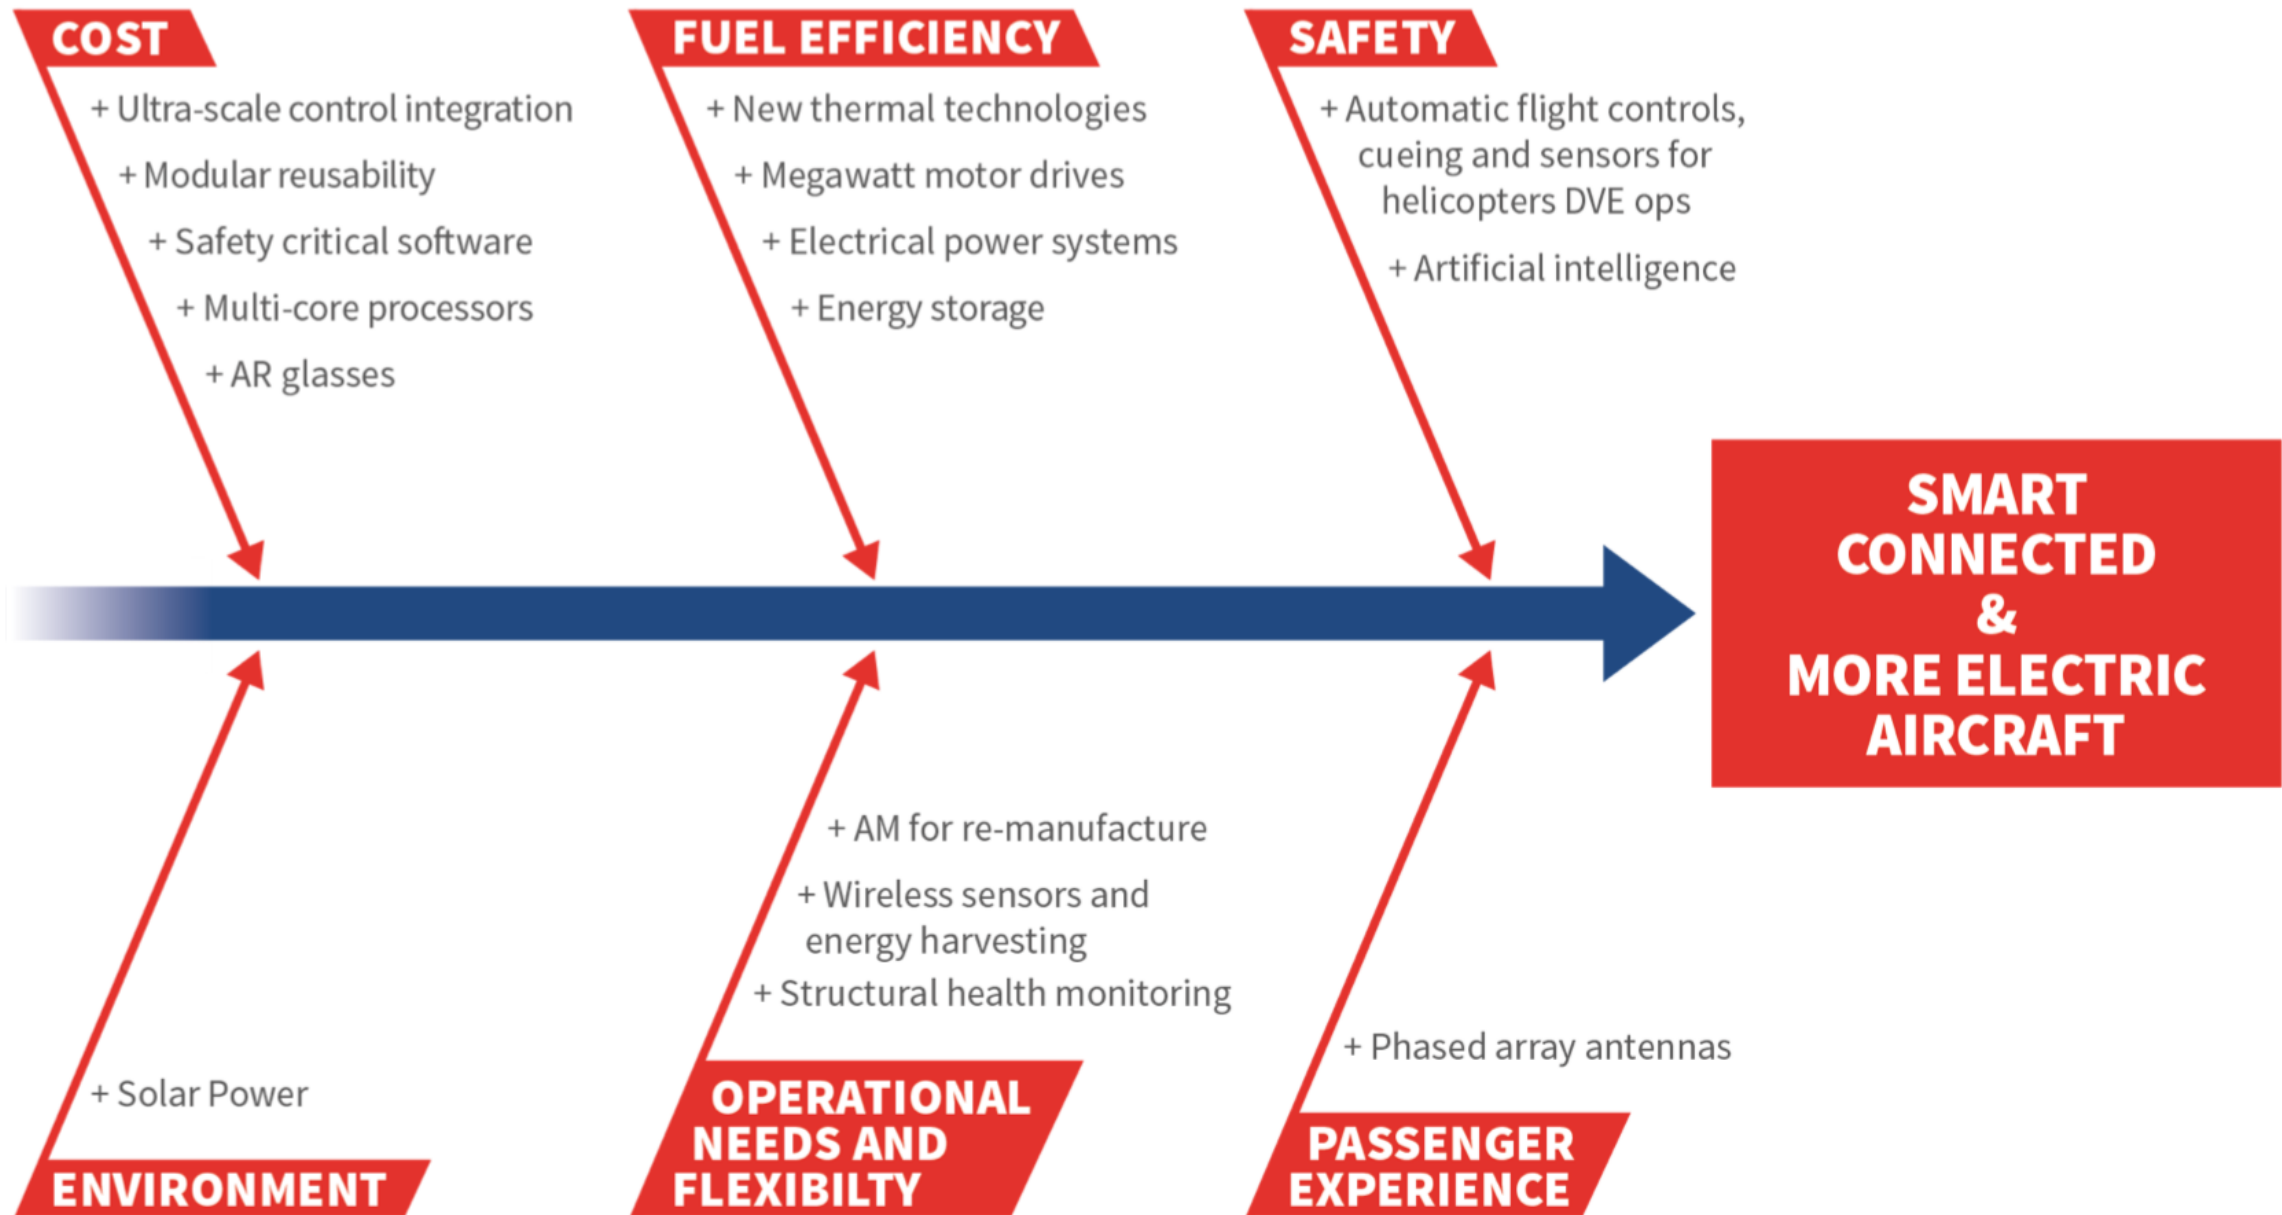 COST
+ Ultra-scale control integration
+ Modular reusability
+ Safety critical software
+ Multi-core processors
+ AR glasses
FUEL EFFICIENCY
+ New thermal technologies
+ Megawatt motor drives
+ Electrical power systems
+ Energy storage
SAFETY
+ Automatic flight controls,
cueing and sensors for
helicopters DVE ops
+ Artificial intelligence
SMART
CONNECTED
&
MORE ELECTRIC
AIRCRAFT
+ Solar Power
ENVIRONMENT
+ AM for re-manufacture
+ Wireless sensors and
energy harvesting
+ Structural health monitoring
OPERATIONAL
NEEDS AND
FLEXIBILTY
+ Phased array antennas
PASSENGER
EXPERIENCE